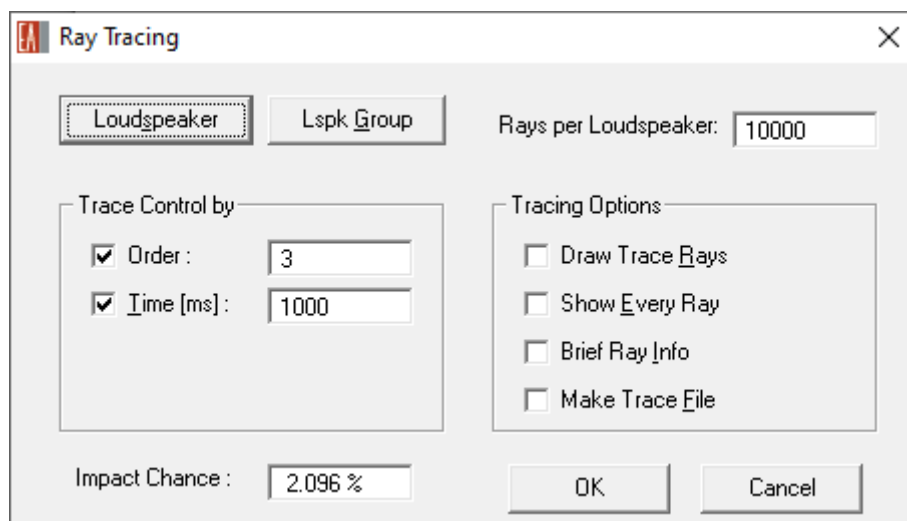 EA Ray Tracing
Loudspeaker Lspk Group Rays per Loudspeaker: 10000
Trace Control by
Order : 3
Time [ms] : 1000
Tracing Options
Draw Trace Rays
Show Every Ray
Brief Ray Info
Make Trace File
Impact Chance : 2.096 %
OK Cancel